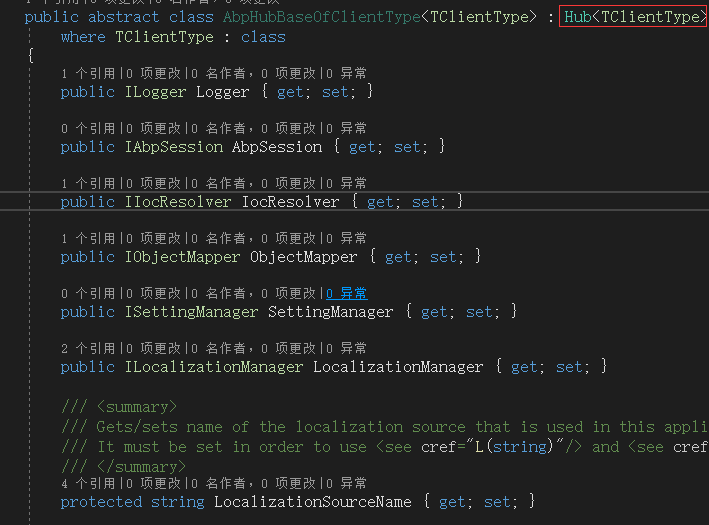 public abstract class AbpHubBaseOfClientType<TClientType> : Hub<TClientType>
where TClientType : class
{
1 个引用|0 项更改|0 名作者，0 项更改|0 异常
public ILogger Logger { get; set; }
0 个引用|0 项更改|0 名作者，0 项更改|0 异常
public IAbpSession AbpSession { get; set; }
1 个引用|0 项更改|0 名作者，0 项更改|0 异常
public IIocResolver IocResolver { get; set; }
1 个引用|0 项更改|0 名作者，0 项更改|0 异常
public IObjectMapper ObjectMapper { get; set; }
0 个引用|0 项更改|0 名作者，0 项更改|0 异常
public ISettingManager SettingManager { get; set; }
2 个引用|0 项更改|0 名作者，0 项更改|0 异常
public ILocalizationManager LocalizationManager { get; set; }
/// <summary>
/// Gets/sets name of the localization source that is used in this appli
/// It must be set in order to use <see cref="L(string)"/> and <see cref
/// </summary>
4 个引用|0 项更改|0 名作者，0 项更改|0 异常
protected string LocalizationSourceName { get; set; }